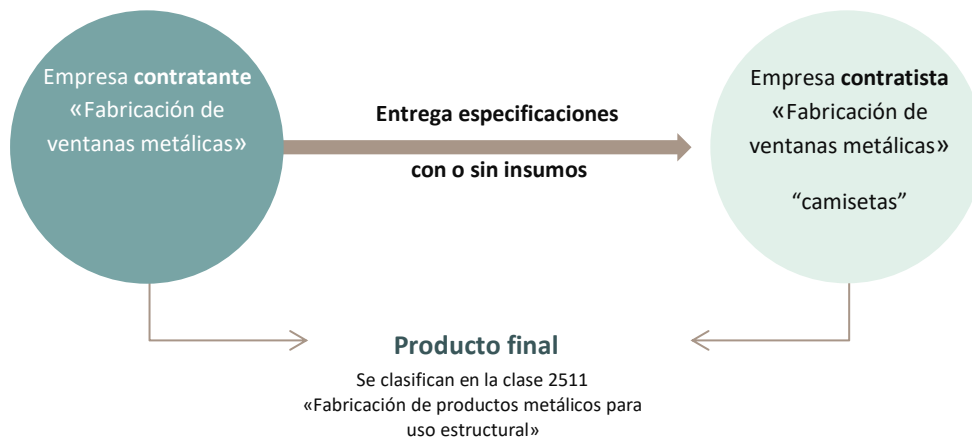 Empresa contratante
«Fabricación de
ventanas metálicas»
Entrega especificaciones
con o sin insumos
Empresa contratista
«Fabricación de
ventanas metálicas»
“camisetas”
Producto final
Se clasifican en la clase 2511
«Fabricación de productos metálicos para
uso estructural»